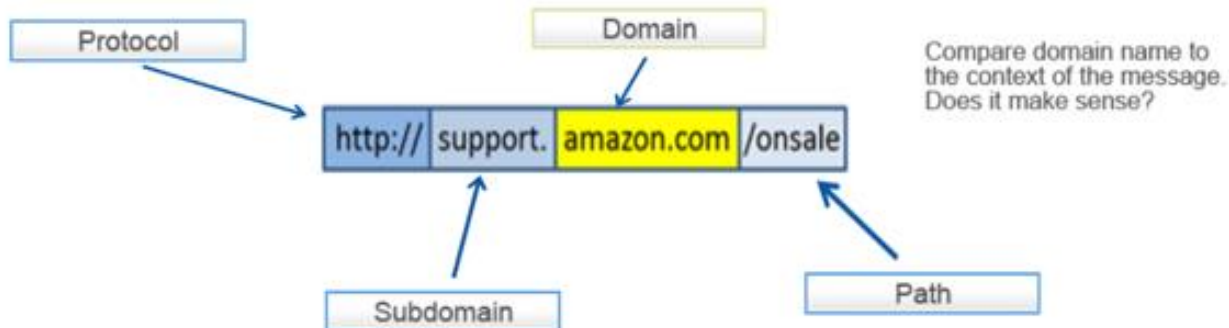 Protocol
Domain
Compare domain name to
the context of the message.
Does it make sense?
http:// support. amazon.com /onsale
Subdomain
Path